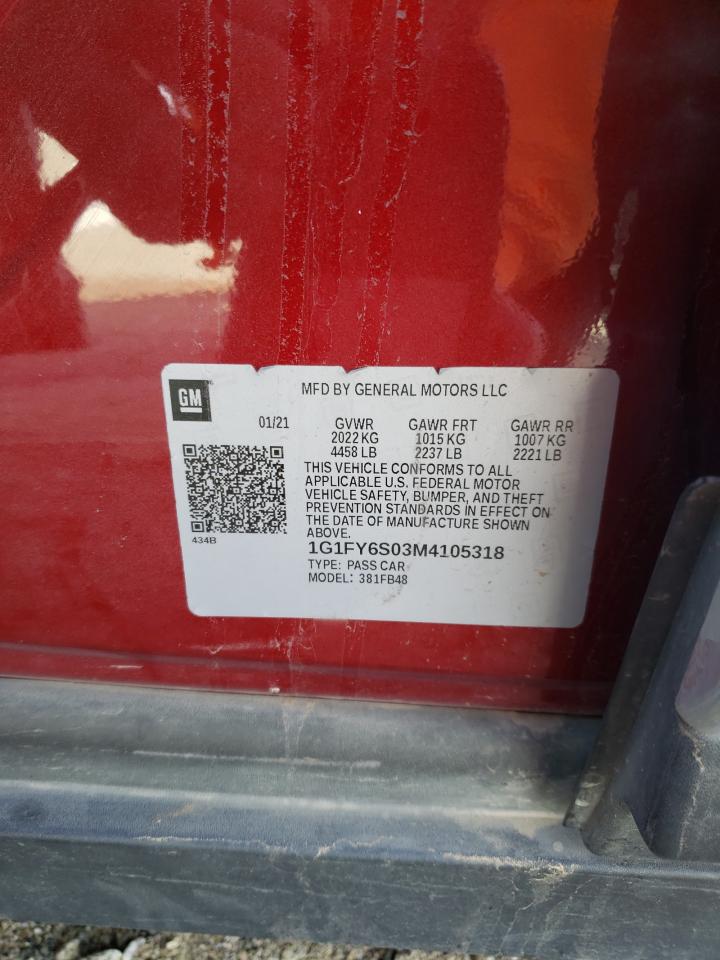 GM
MFD BY GENERAL MOTORS LLC
01/21 GVWR GAWR FRT GAWR RR
2022 KG 1015 KG 1007 KG
4458 LB 2237 LB 2221 LB
THIS VEHICLE CONFORMS TO ALL
APPLICABLE U.S. FEDERAL MOTOR
VEHICLE SAFETY, BUMPER, AND THEFT
PREVENTION STANDARDS IN EFFECT ON
THE DATE OF MANUFACTURE SHOWN
ABOVE.
434B
1G1FY6S03M4105318
TYPE: PASS CAR
MODEL: 381FB48